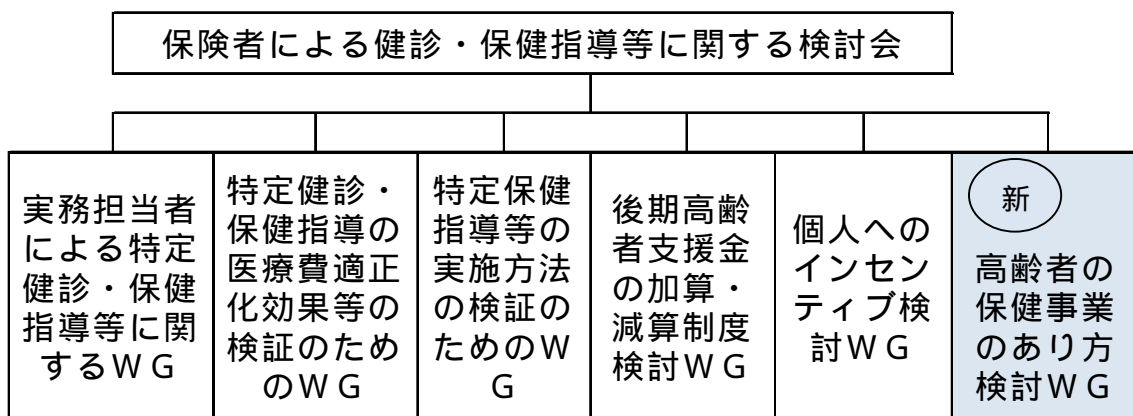 保険者による健診・保健指導等に関する検討会
実務担当者
による特定
健診・保健
指導等に関
するＷＧ
特定健診・
保健指導の
医療費適正
化効果等の
検証のため
のＷＧ
特定保健
指導等の
実施方法
の検証の
ためのＷ
Ｇ
後期高齢
者支援金
の加算・
減算制度
検討ＷＧ
個人への
インセン
ティブ検
討ＷＧ
新
高齢者の
保健事業
のあり方
検討ＷＧ